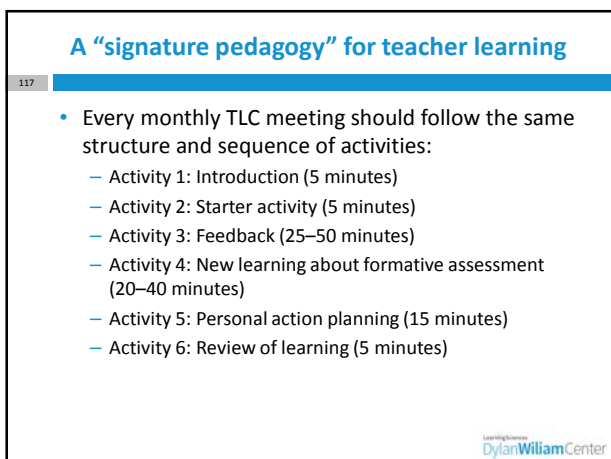 A “signature pedagogy” for teacher learning
117
• Every monthly TLC meeting should follow the same
structure and sequence of activities:
– Activity 1: Introduction (5 minutes)
– Activity 2: Starter activity (5 minutes)
– Activity 3: Feedback (25–50 minutes)
– Activity 4: New learning about formative assessment
(20–40 minutes)
– Activity 5: Personal action planning (15 minutes)
– Activity 6: Review of learning (5 minutes)
LearningSciences
DylanWiliamCenter